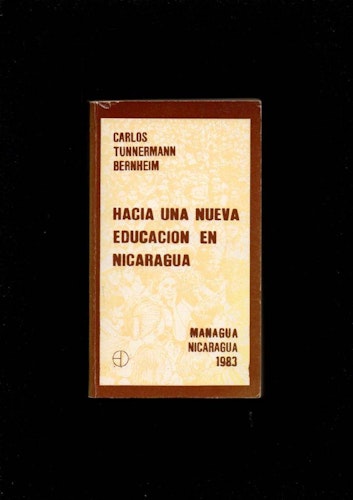 CARLOS
TUNNERMANN
BERNHEIM
HACIA UNA NUEVA
EDUCACION EN
NICARAGUA
MANAGUA
NICARAGUA
1983